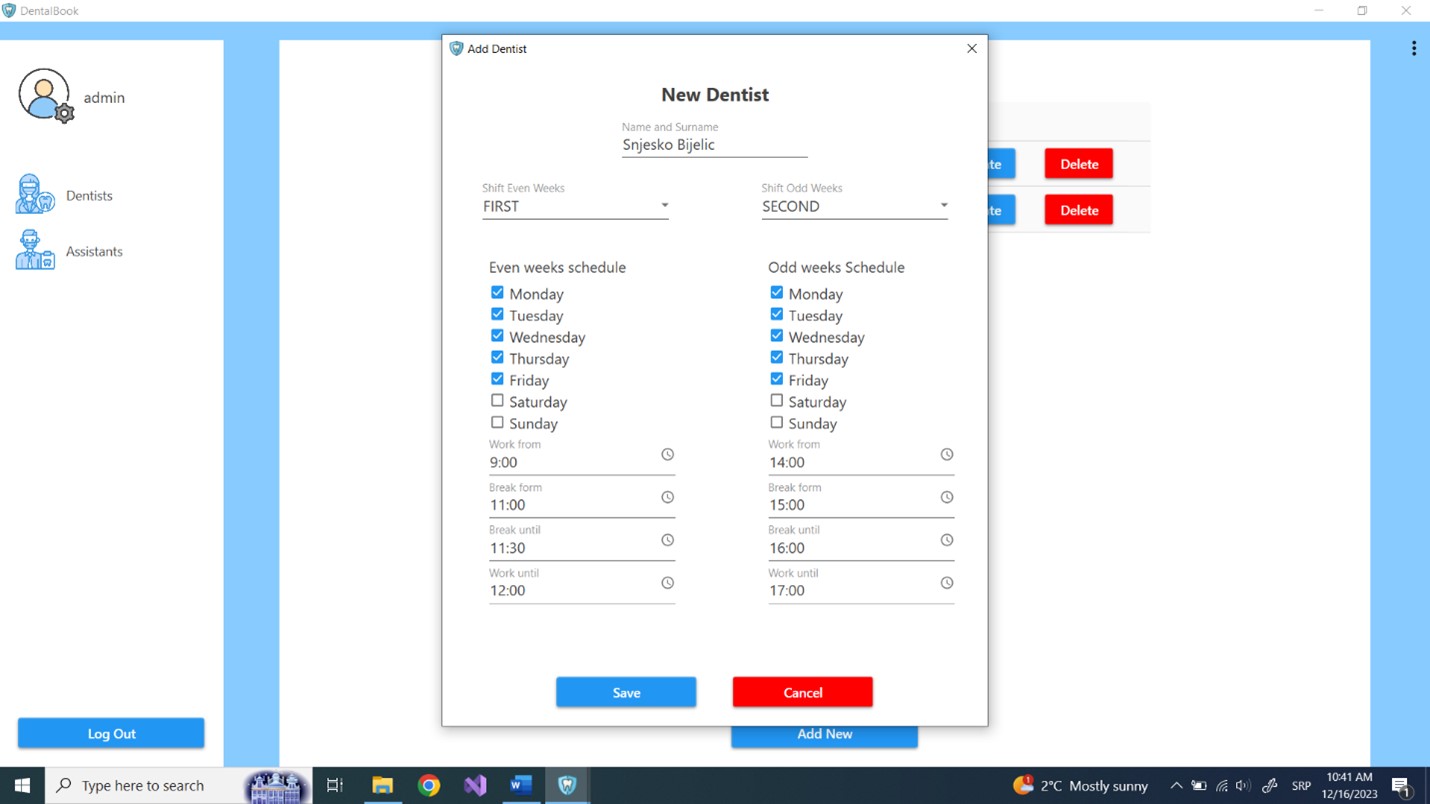 DentalBook
admin
Dentists
Assistants
Log Out
Add Dentist
New Dentist
Name and Surname
Snjesko Bijelic
Shift Even Weeks
FIRST
Shift Odd Weeks
SECOND
Even weeks schedule
Monday
Tuesday
Wednesday
Thursday
Friday
Saturday
Sunday
Work from
9:00
Break form
11:00
Break until
11:30
Work until
12:00
Odd weeks Schedule
Monday
Tuesday
Wednesday
Thursday
Friday
Saturday
Sunday
Work from
14:00
Break form
15:00
Break until
16:00
Work until
17:00
Save
Cancel
te
Delete
te
Delete
Add New
Type here to search
1
2°C Mostly sunny
SRP
10:41 AM
12/16/2023
1